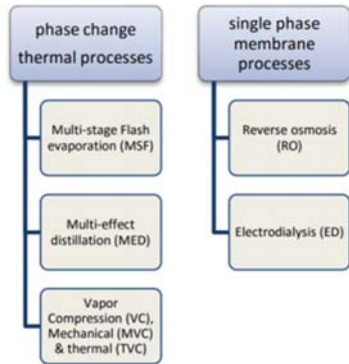 phase change
thermal processes
Multi-stage Flash
evaporation (MSF)
Multi-effect
distillation (MED)
Vapor
Compression (VC),
Mechanical (MVC)
& thermal (TVC)
single phase
membrane
processes
Reverse osmosis
(RO)
Electrodialysis (ED)